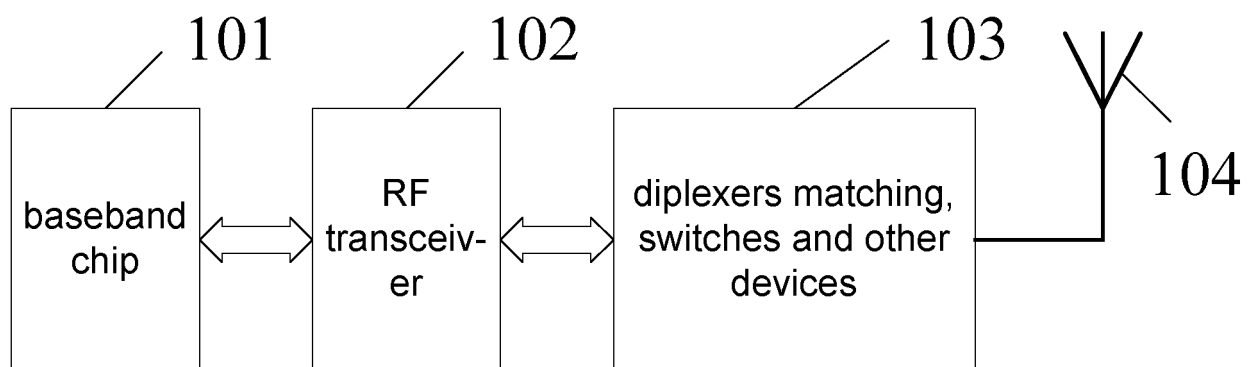 101
102
103
104
baseband
chip
RF
transceiv-
er
diplexers matching,
switches and other
devices